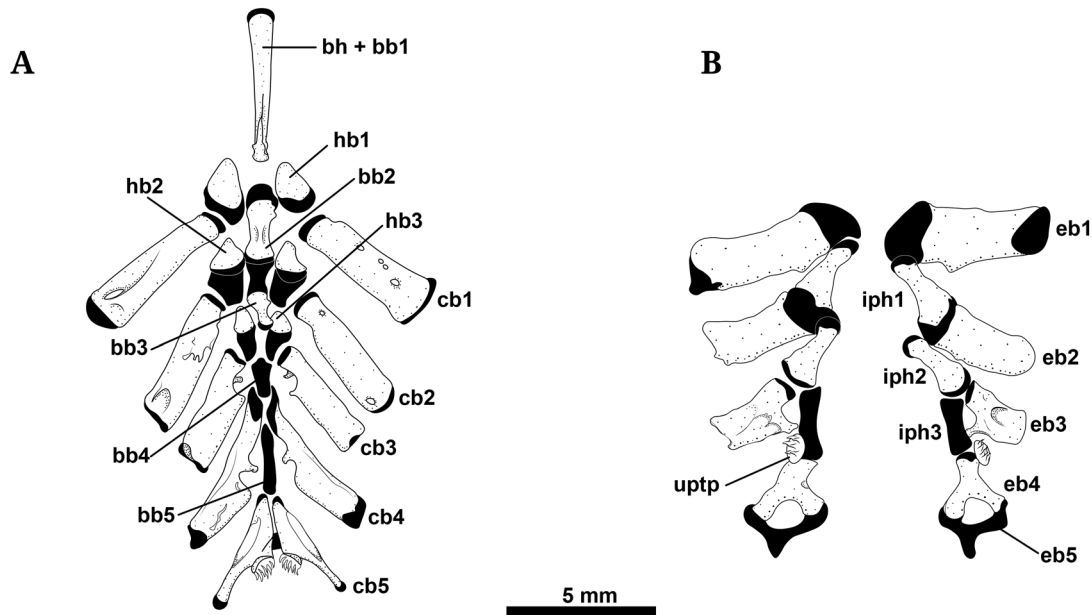 A
bh + bb1
hb1
bb2
hb2
hb3
cb1
bb3
cb2
cb3
bb4
bb5
cb4
cb5
B
eb1
iph1
eb2
iph2
iph3
eb3
uptp
eb4
eb5
5 mm